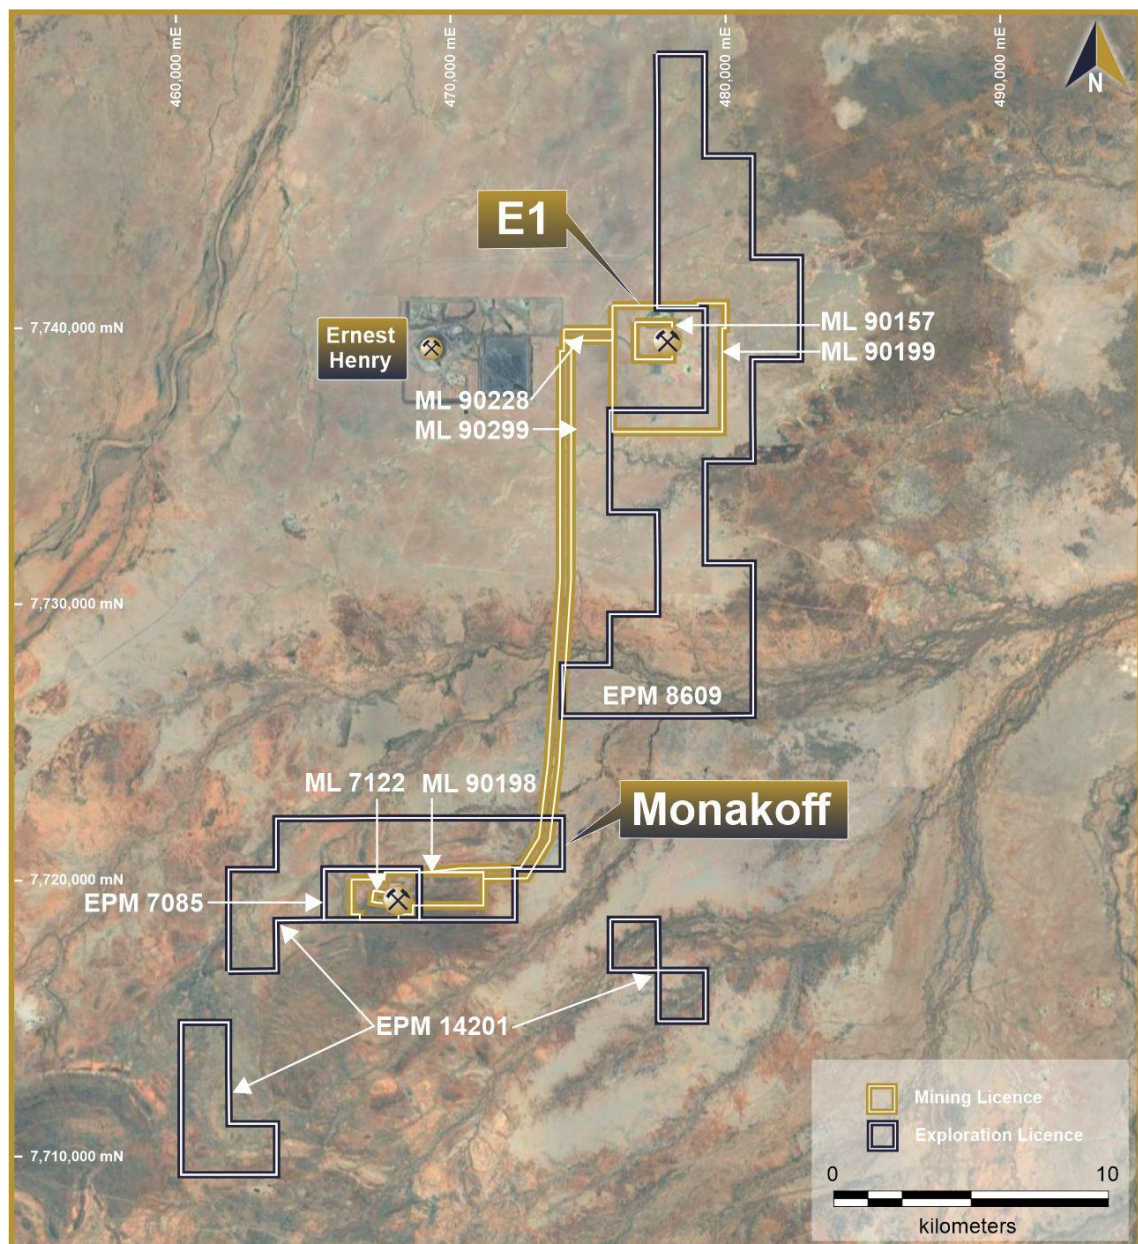 460,000 mE
470,000 mE
480,000 mE
490,000 mE
N
E1
7,740,000 mN
Ernest
Henry
ML 90157
ML 90199
ML 90228
ML 90299
7,730,000 mN
EPM 8609
ML 7122
ML 90198
Monakoff
7,720,000 mN
EPM 7085
EPM 14201
7,710,000 mN
Mining Licence
Exploration Licence
0
10
kilometers